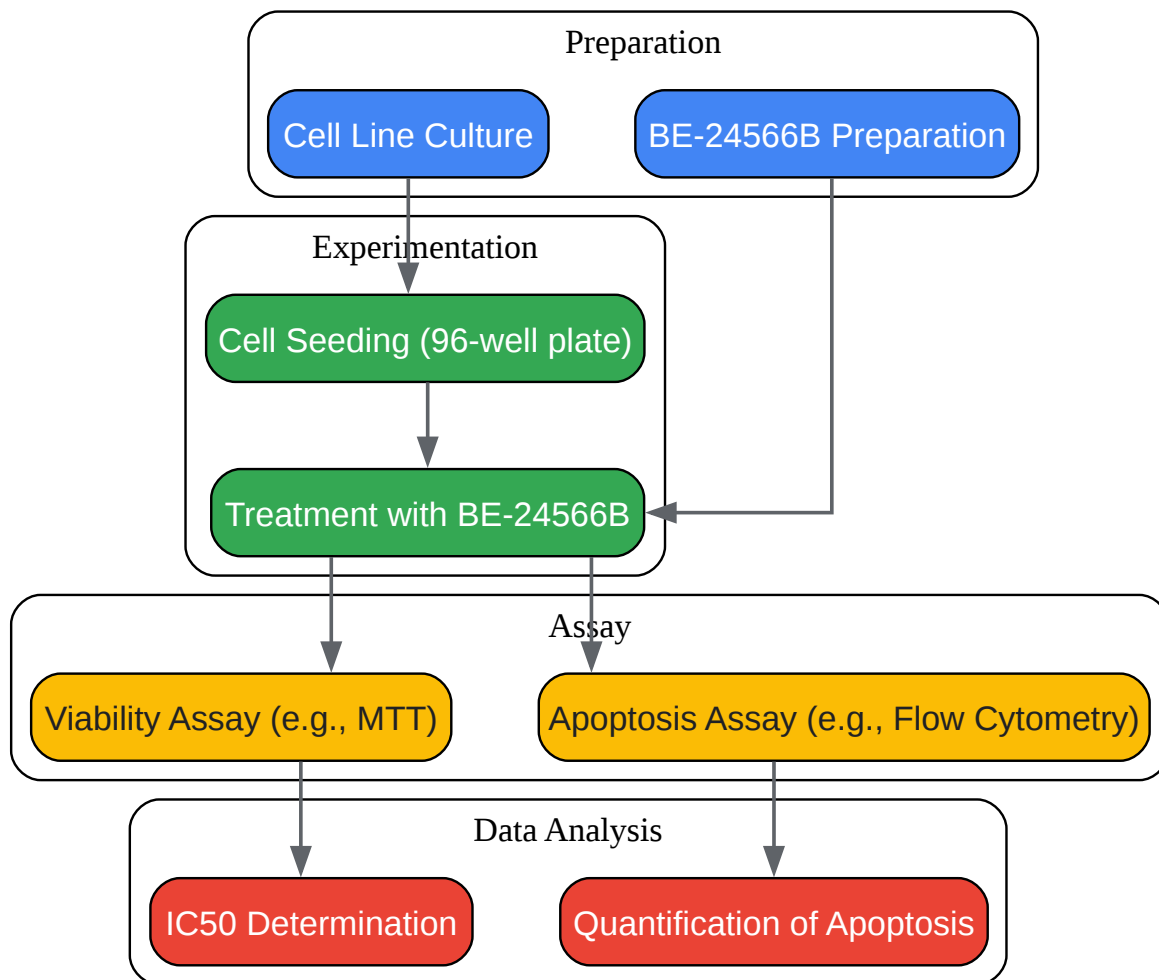 Preparation
Cell Line Culture
BE-24566B Preparation
Experimentation
Cell Seeding (96-well plate)
Treatment with BE-24566B
Assay
Viability Assay (e.g., MTT)
Apoptosis Assay (e.g., Flow Cytometry)
Data Analysis
IC50 Determination
Quantification of Apoptosis